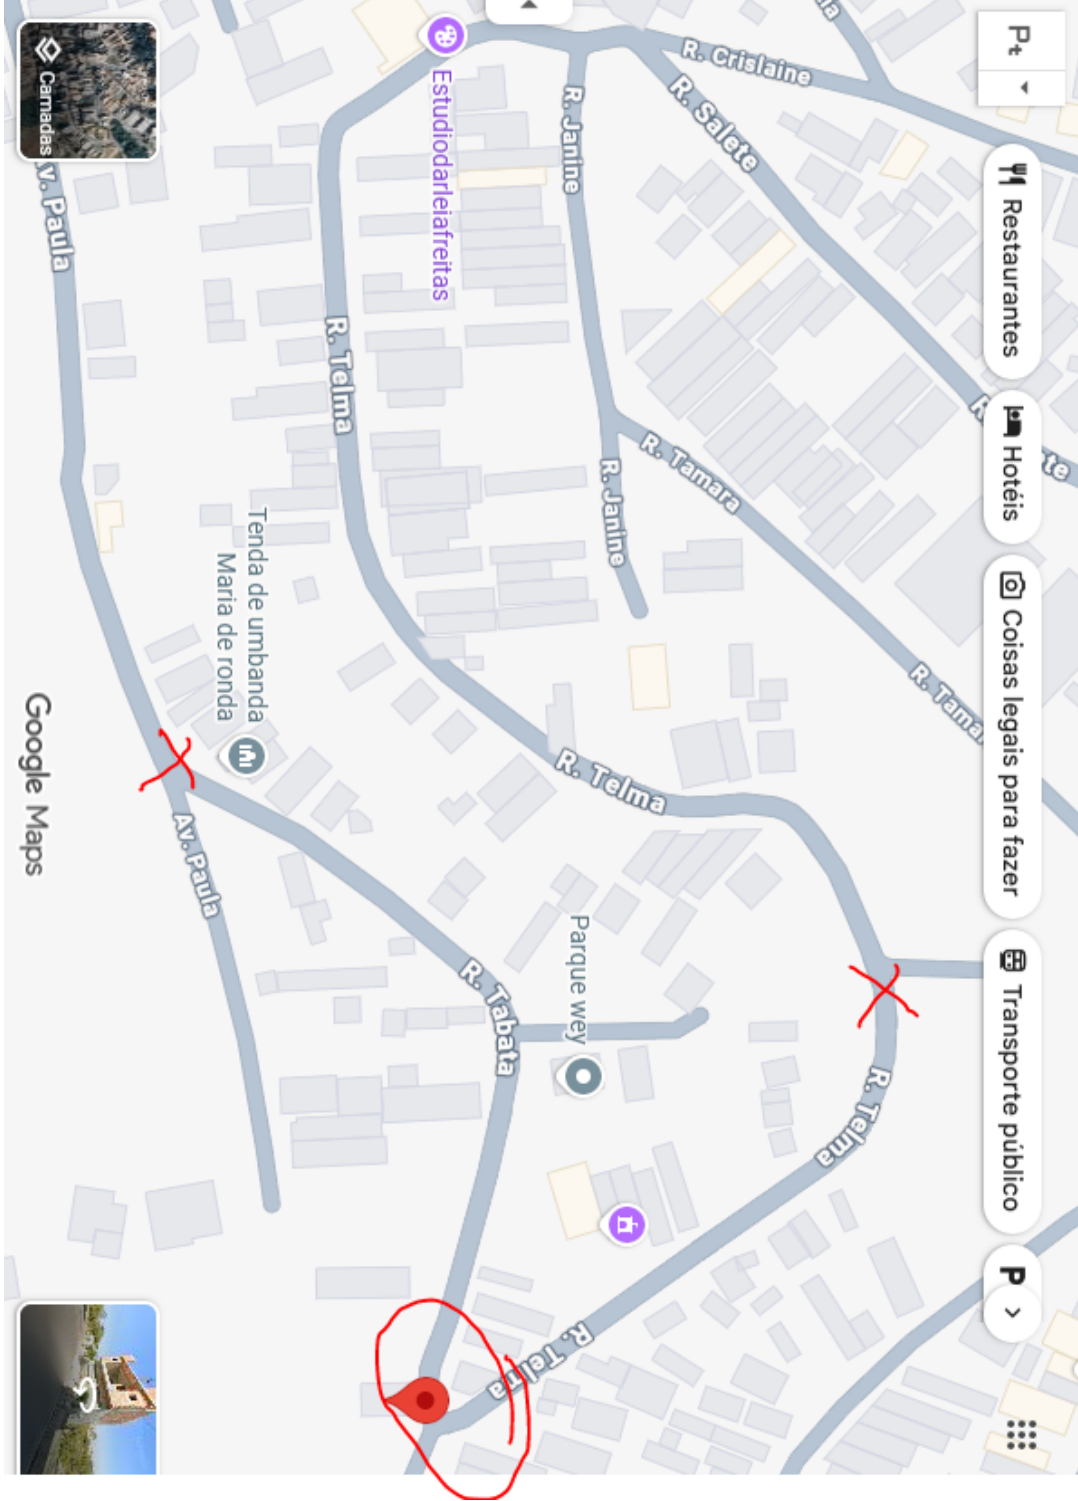 Restaurantes
Hotéis
Coisas legais para fazer
Transporte público
P
R. Crislaine
R. Salete
R. Janine
Estudiodarleiafreitas
R. Telma
Av. Paula
Camadas
R. Tamara
R. Janine
Tenda de umbanda
Maria de ronda
R. Telma
Av. Paula
R. Tabata
Parque wey
R. Telma
R. Telma
Google Maps